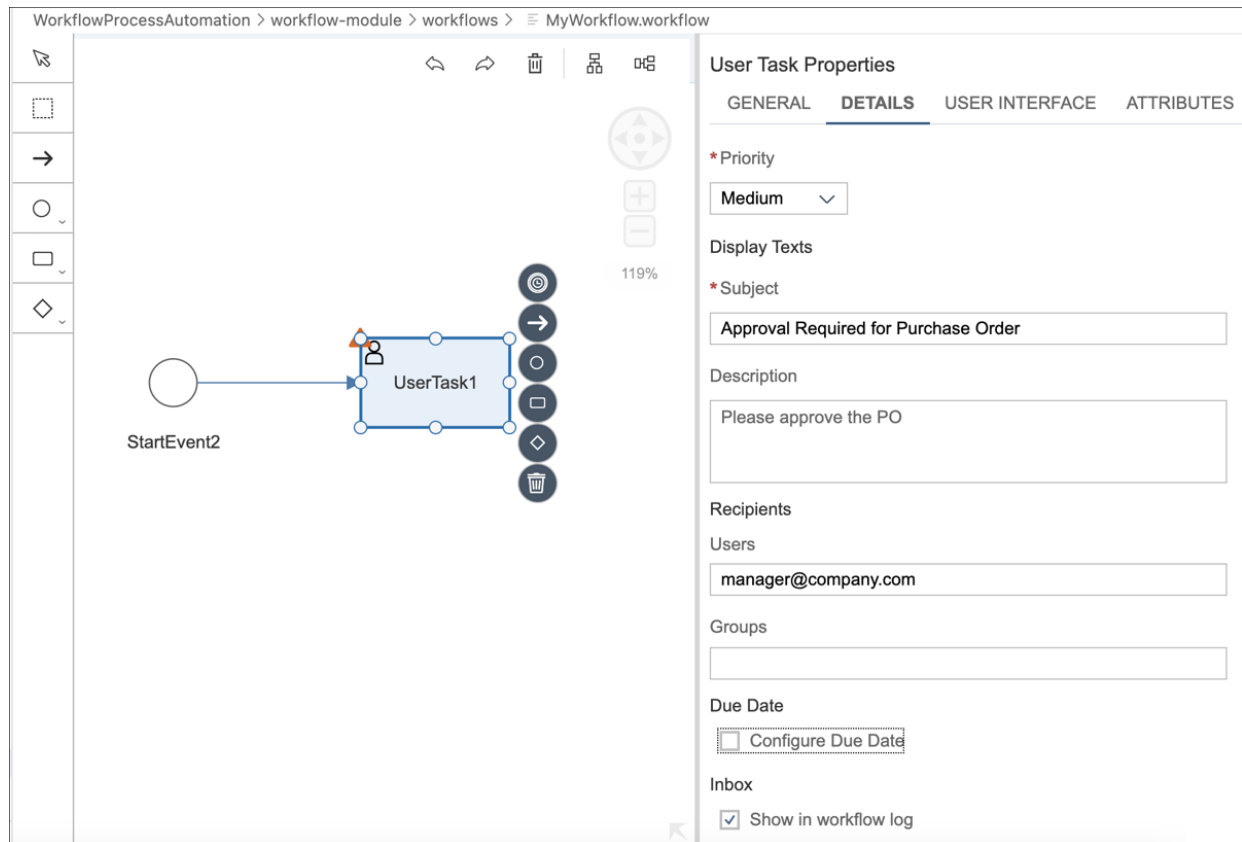 WorkflowProcessAutomation > workflow-module > workflows > MyWorkflow.workflow
119%
UserTask1
StartEvent2
User Task Properties
GENERAL DETAILS USER INTERFACE ATTRIBUTES
*Priority
Medium
Display Texts
*Subject
Approval Required for Purchase Order
Description
Please approve the PO
Recipients
Users
manager@company.com
Groups
Due Date
Configure Due Date
Inbox
Show in workflow log